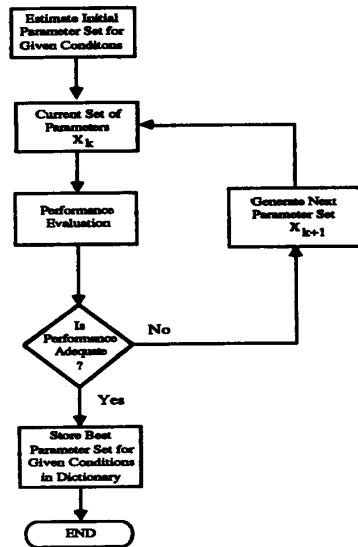 Estimate Initial
Parameter Set for
Given Conditons
Current Set of
Parameters
X k
Performance
Evaluation
Generate Next
Parameter Set
X k+1
Is
Performance
Adequate
?
No
Yes
Store Best
Parameter Set for
Given Conditions
in Dictionary
END